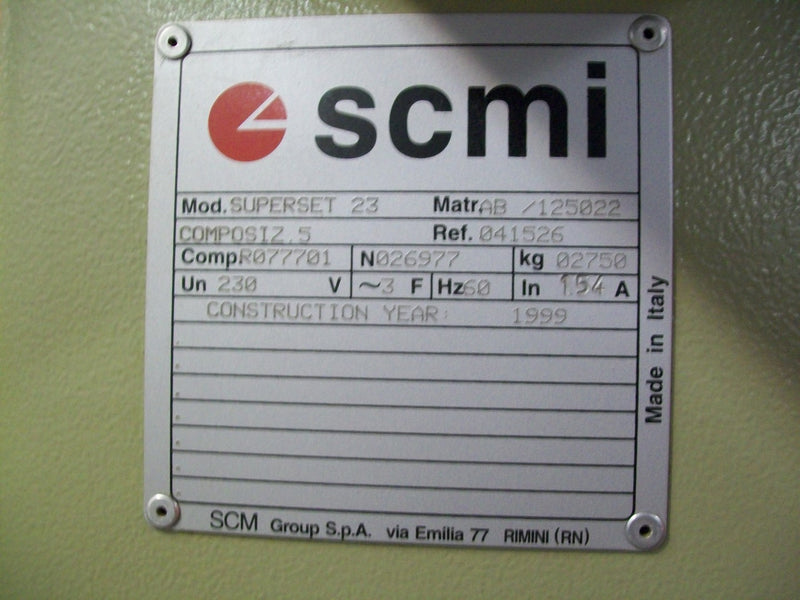 scmi
Mod. SUPERSET 23 Matr. AB /125022
COMPOSIZ.5 Ref. 041526
Comp R077701 N 026977 kg 02750
Un 230 V ~3 F Hz 60 In 154 A
CONSTRUCTION YEAR: 1999
Made in Italy
SCM Group S.p.A. via Emilia 77 RIMINI (RN)